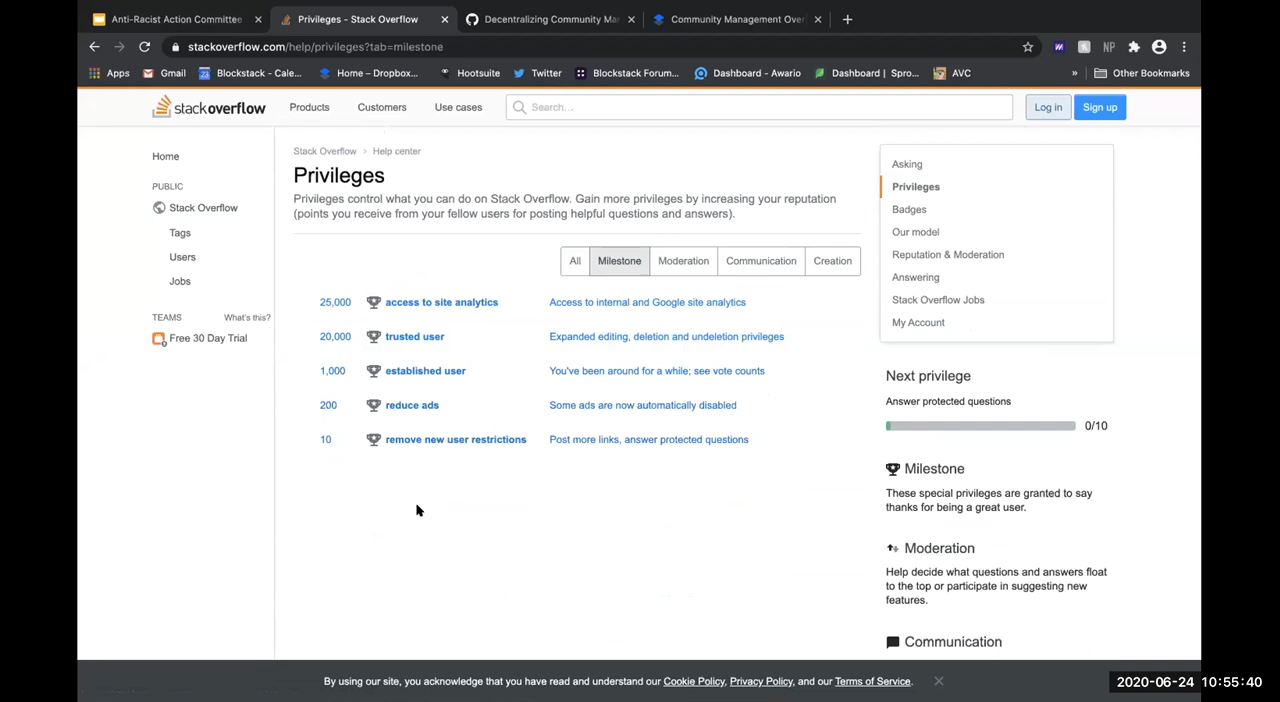 Anti-Racist Action Committee
Privileges - Stack Overflow
Decentralizing Community Ma
Community Management Over
stackoverflow.com/help/privileges?tab=milestone
NP
Apps
Gmail
Blockstack - Cale...
Home - Dropbox...
Hootsuite
Twitter
Blockstack Forum...
Dashboard - Awario
Dashboard | Spro...
AVC
»
Other Bookmarks
stackoverflow
Products
Customers
Use cases
Search...
Log in
Sign up
Home
PUBLIC
Stack Overflow
Tags
Users
Jobs
TEAMS What's this?
Free 30 Day Trial
Stack Overflow > Help center
Privileges
Privileges control what you can do on Stack Overflow. Gain more privileges by increasing your reputation
(points you receive from your fellow users for posting helpful questions and answers).
All Milestone Moderation Communication Creation
25,000 access to site analytics Access to internal and Google site analytics
20,000 trusted user Expanded editing, deletion and undeletion privileges
1,000 established user You've been around for a while; see vote counts
200 reduce ads Some ads are now automatically disabled
10 remove new user restrictions Post more links, answer protected questions
Asking
Privileges
Badges
Our model
Reputation & Moderation
Answering
Stack Overflow Jobs
My Account
Next privilege
Answer protected questions
0/10
Milestone
These special privileges are granted to say
thanks for being a great user.
Moderation
Help decide what questions and answers float
to the top or participate in suggesting new
features.
Communication
By using our site, you acknowledge that you have read and understand our Cookie Policy, Privacy Policy, and our Terms of Service.
2020-06-24 10:55:40